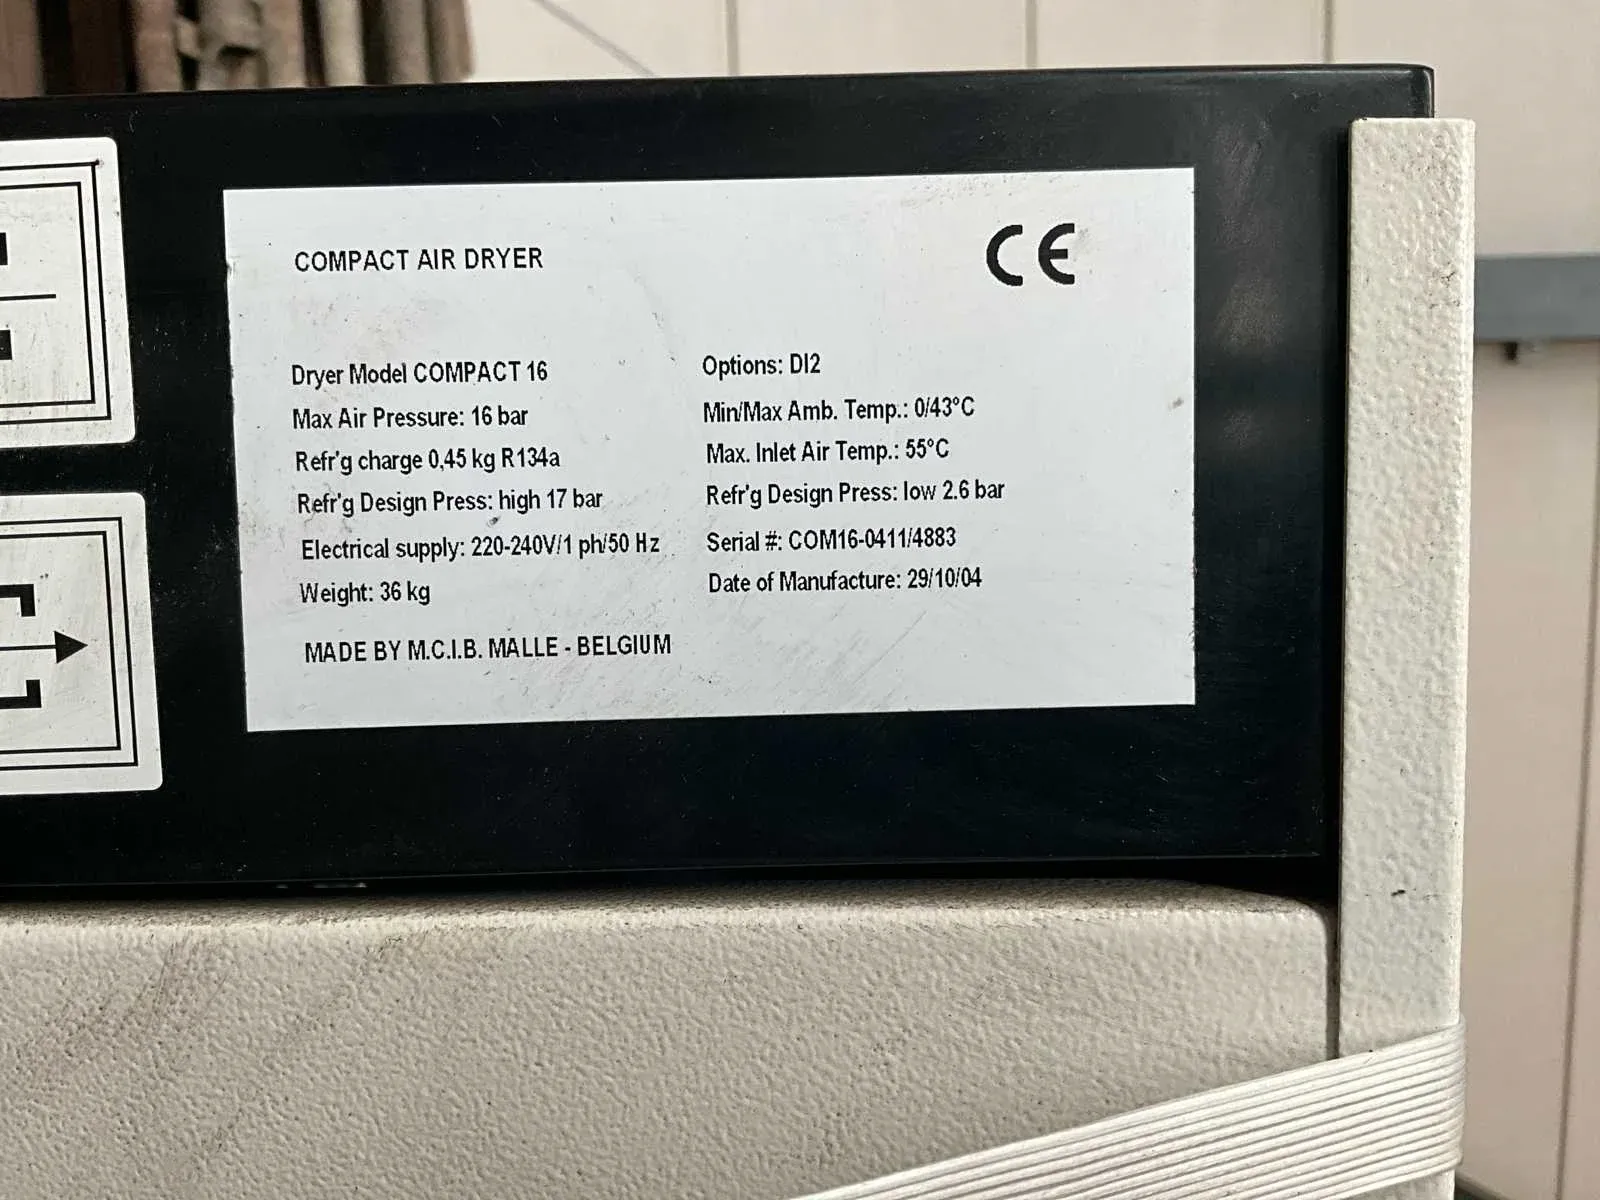 COMPACT AIR DRYER
CE
Dryer Model COMPACT 16
Max Air Pressure: 16 bar
Refr'g charge 0,45 kg R134a
Refr'g Design Press: high 17 bar
Electrical supply: 220-240V/1 ph/50 Hz
Weight: 36 kg
Options: DI2
Min/Max Amb. Temp.: 0/43°C
Max. Inlet Air Temp.: 55°C
Refr'g Design Press: low 2.6 bar
Serial #: COM16-0411/4883
Date of Manufacture: 29/10/04
MADE BY M.C.I.B. MALLE - BELGIUM